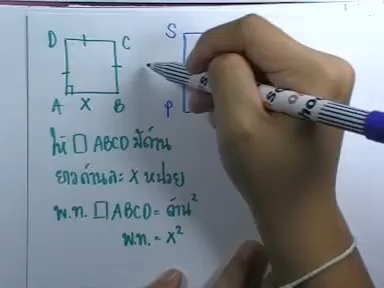 D C S
A X B P
ให้ □ ABCD มีด้าน
ยาวด้านละ X หน่วย
พ.ท. □ ABCD = ด้าน²
พ.ท. = X²